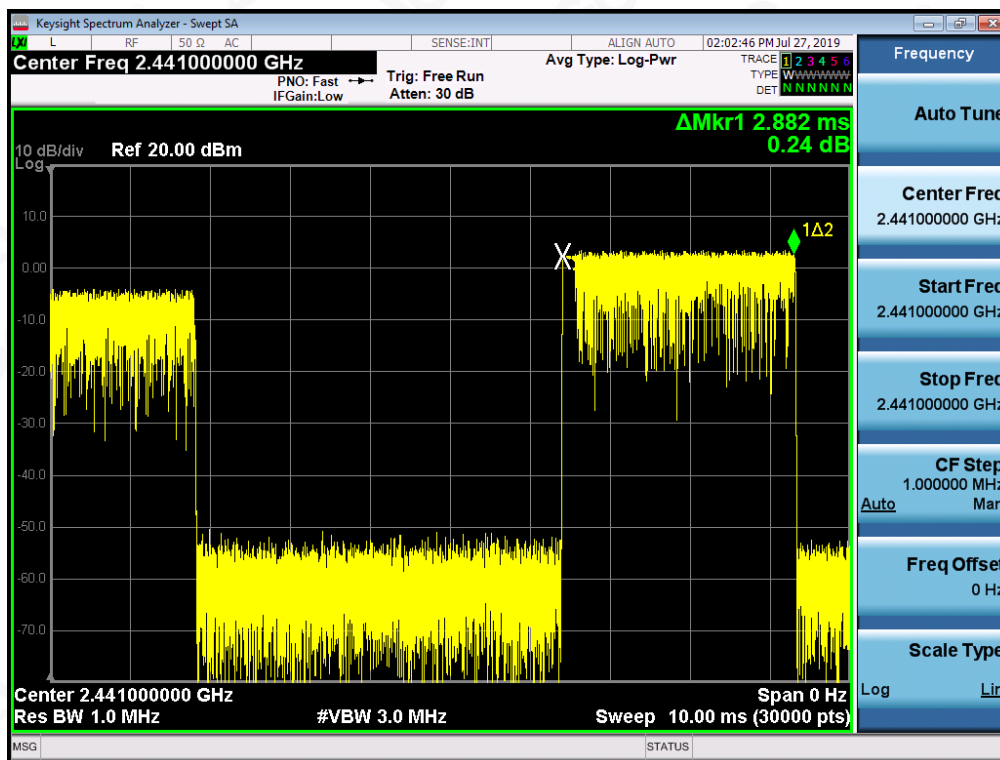 Keysight Spectrum Analyzer - Swept SA
LXI L RF 50 Ω AC SENSE:INT ALIGN AUTO 02:02:46 PM Jul 27, 2019
Center Freq 2.441000000 GHz
PNO: Fast
IFGain:Low
Trig: Free Run
Atten: 30 dB
Avg Type: Log-Pwr
TRACE 1 2 3 4 5 6
TYPE WWWWWW
DET N N N N N N
ΔMkr1 2.882 ms
0.24 dB
10 dB/div Ref 20.00 dBm
Log
10.0
0.00
-10.0
-20.0
-30.0
-40.0
-50.0
-60.0
-70.0
X
1Δ2
Center 2.441000000 GHz Span 0 Hz
Res BW 1.0 MHz #VBW 3.0 MHz Sweep 10.00 ms (30000 pts)
MSG STATUS
Frequency
Auto Tune
Center Freq
2.441000000 GHz
Start Freq
2.441000000 GHz
Stop Freq
2.441000000 GHz
CF Step
1.000000 MHz
Auto Man
Freq Offset
0 Hz
Scale Type
Log Lin